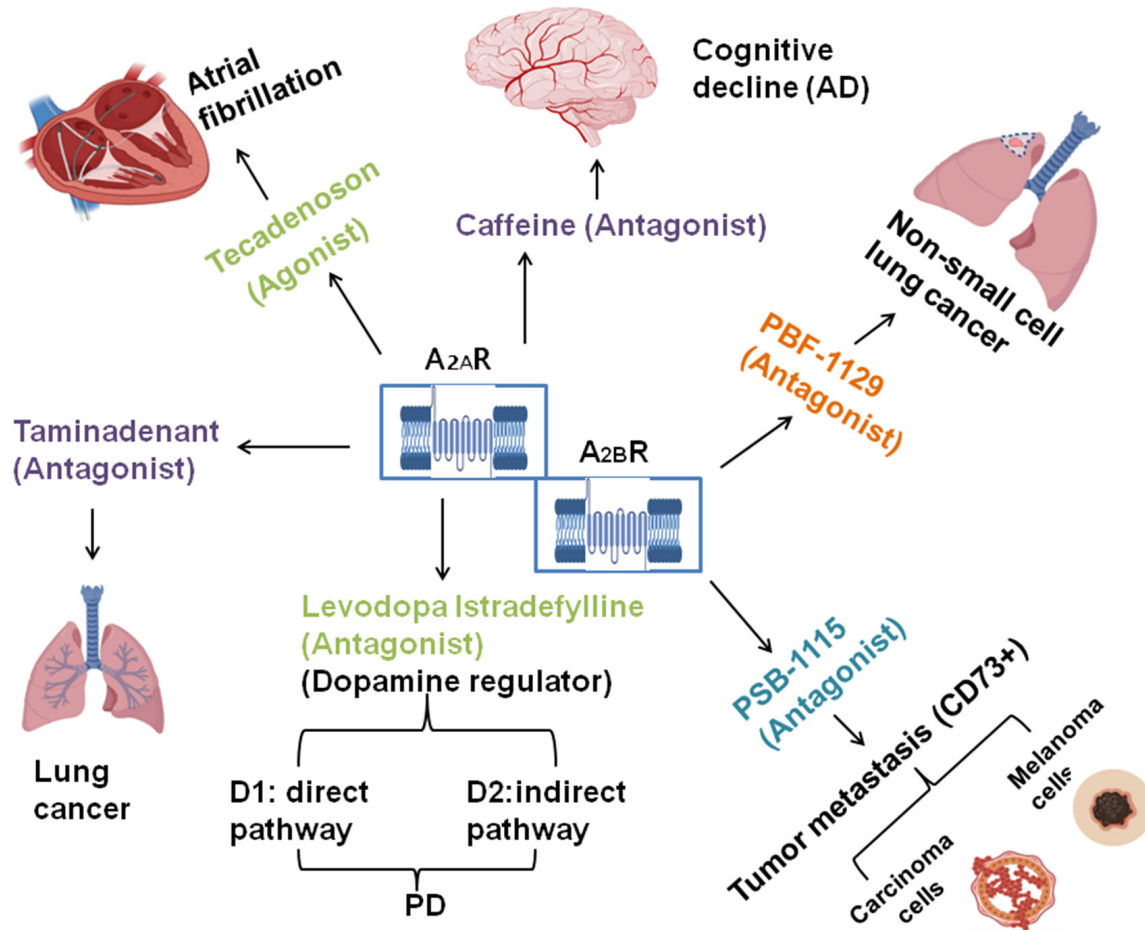 Atrial
fibrillation
Cognitive
decline (AD)
Tecadenoson
(Agonist)
Caffeine (Antagonist)
Non-small cell
lung cancer
PBF-1129
(Antagonist)
A2AR
Taminadenant
(Antagonist)
A2BR
Levodopa Istradefylline
(Antagonist)
(Dopamine regulator)
PSB-1115
(Antagonist)
Lung
cancer
D1: direct
pathway
D2:indirect
pathway
PD
Tumor metastasis (CD73+)
Melanoma
cells
Carcinoma
cells